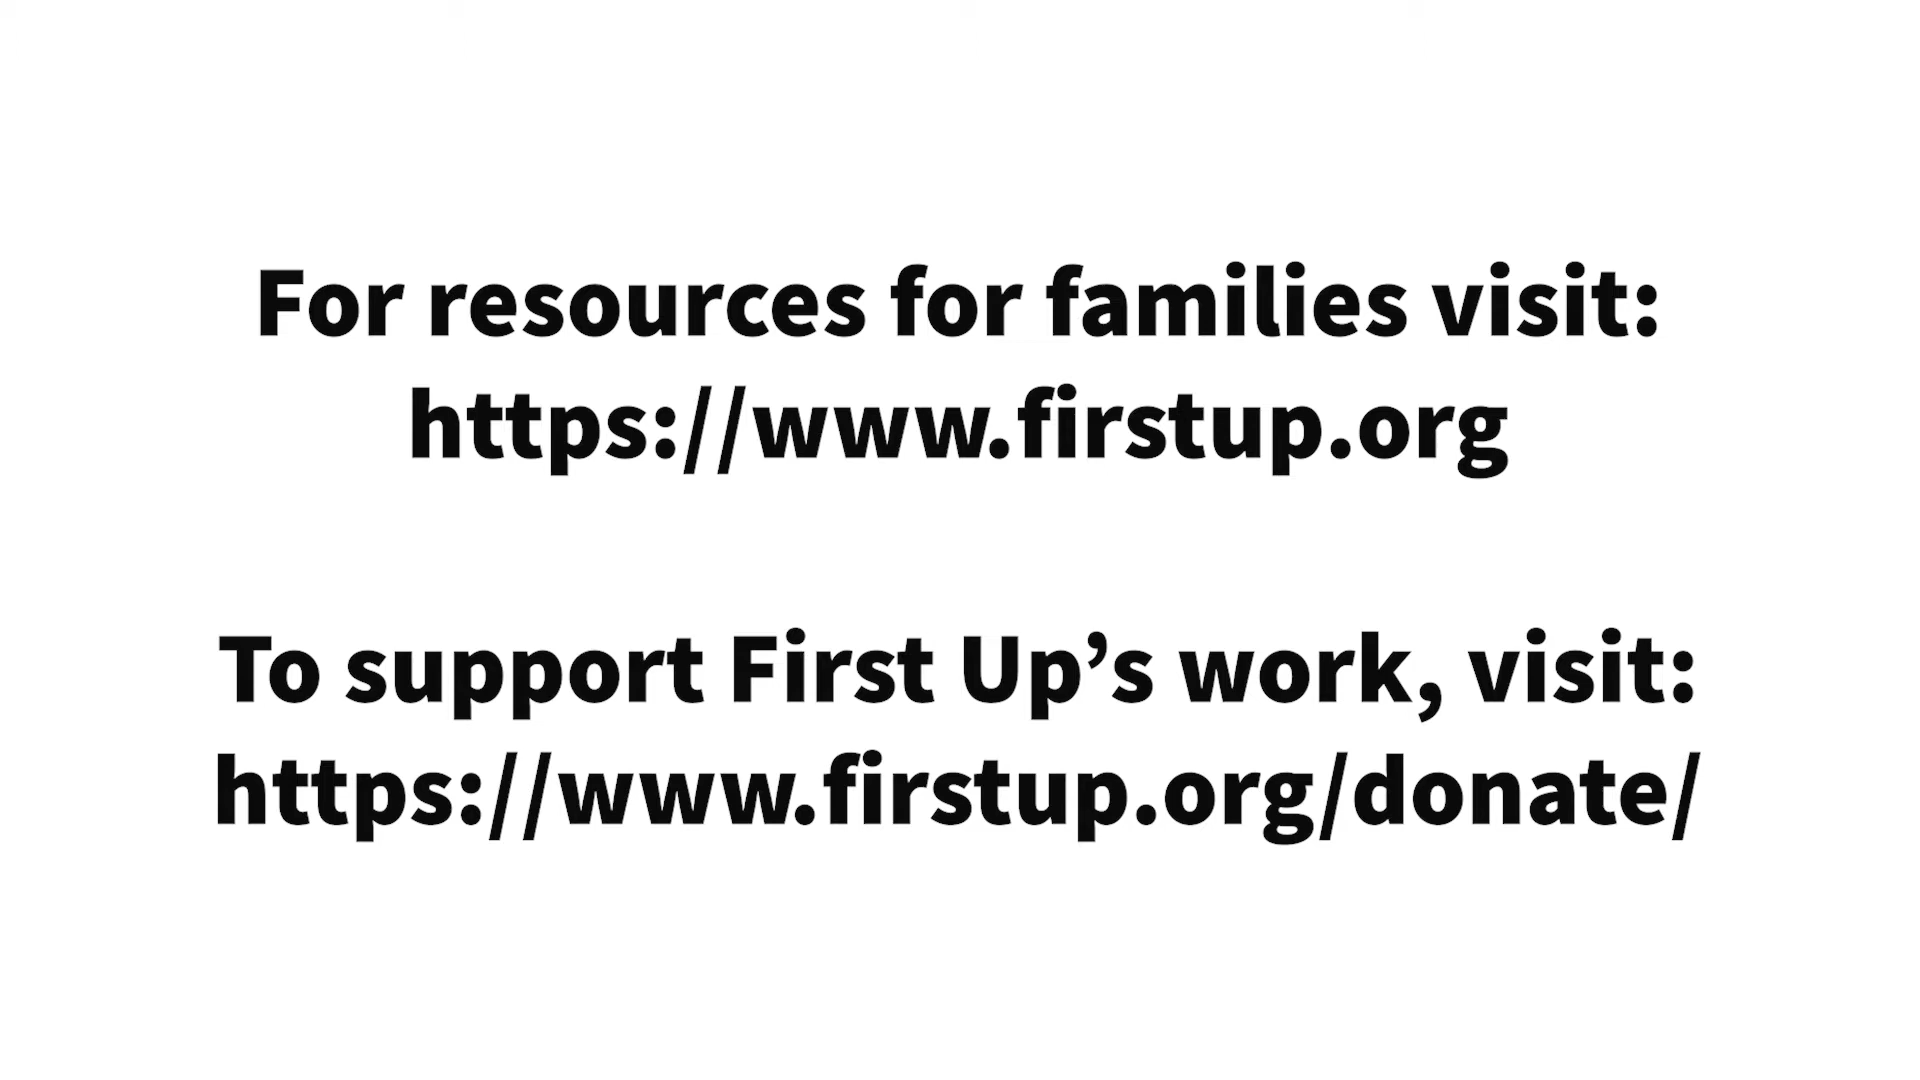 For resources for families visit:
https://www.firstup.org
To support First Up’s work, visit:
https://www.firstup.org/donate/